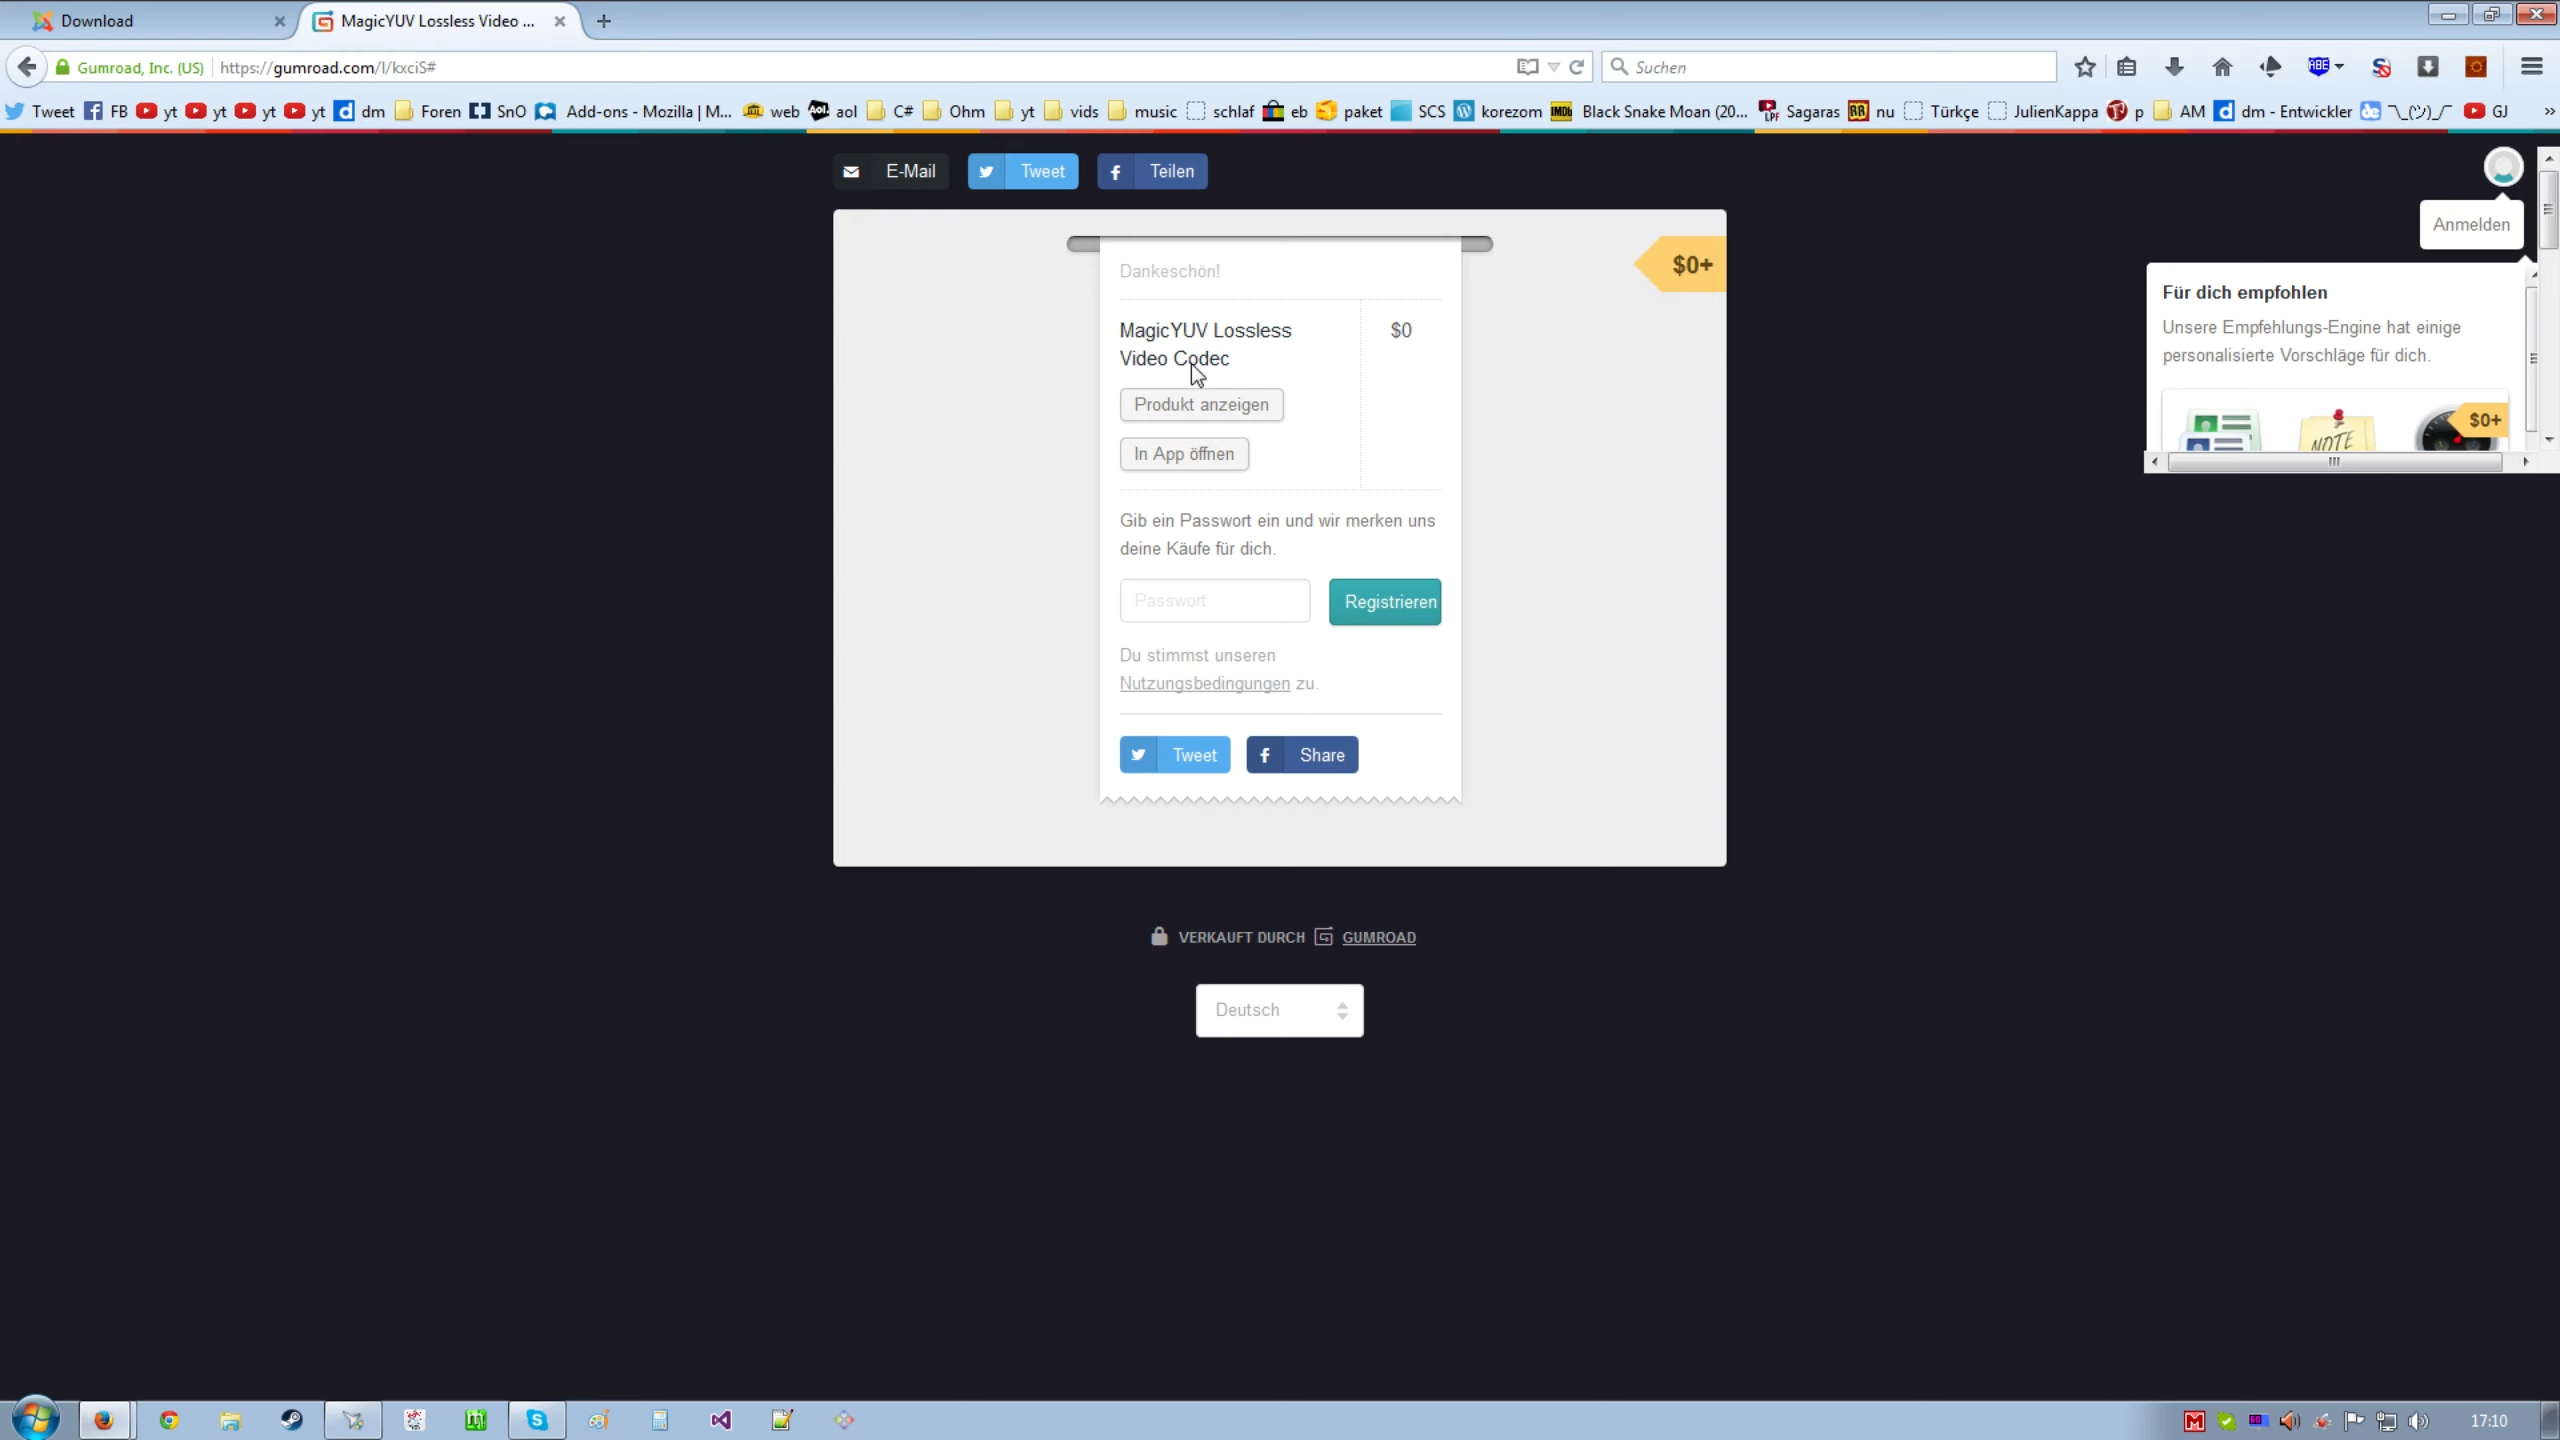 Download
MagicYUV Lossless Video ...
Gumroad, Inc. (US) https://gumroad.com/l/kxciS#
Suchen
Tweet FB yt yt yt yt dm Foren SnO Add-ons - Mozilla | M... web aol C# Ohm yt vids music schlaf eb paket SCS korezom Black Snake Moan (20... Sagaras nu Türkçe JulienKappa p AM dm - Entwickler ¯\_(ツ)_/¯ GJ »
E-Mail Tweet Teilen
Anmelden
$0+
Dankeschön!
MagicYUV Lossless
Video Codec
$0
Produkt anzeigen
In App öffnen
Gib ein Passwort ein und wir merken uns
deine Käufe für dich.
Passwort Registrieren
Du stimmst unseren
Nutzungsbedingungen zu.
Tweet Share
Für dich empfohlen
Unsere Empfehlungs-Engine hat einige
personalisierte Vorschläge für dich.
NOTE
$0+
VERKAUFT DURCH GUMROAD
Deutsch
17:10